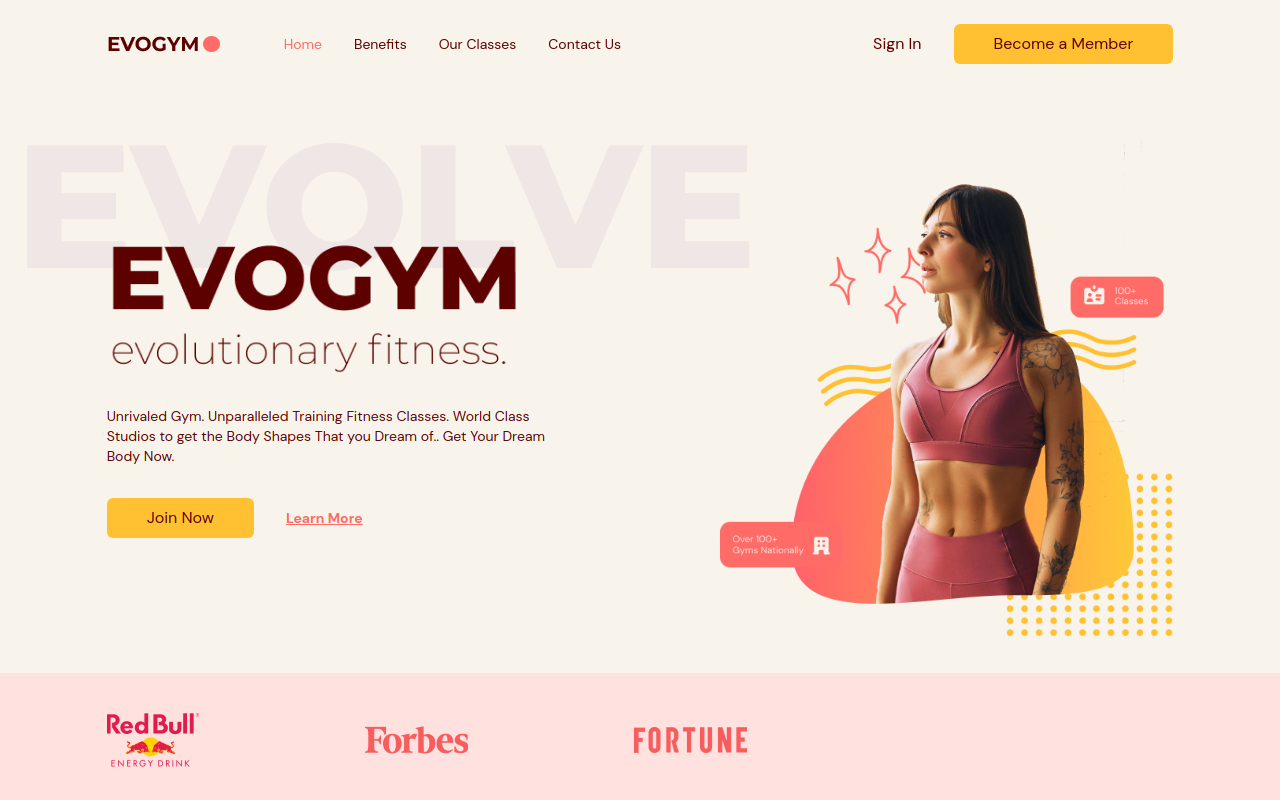 EVOGYM
Home
Benefits
Our Classes
Contact Us
Sign In
Become a Member
EVOLVE
EVOGYM
evolutionary fitness.
Unrivaled Gym. Unparalleled Training Fitness Classes. World Class
Studios to get the Body Shapes That you Dream of.. Get Your Dream
Body Now.
Join Now
Learn More
100+
Classes
Over 100+
Gyms Nationally
Red Bull®
ENERGY DRINK
Forbes
FORTUNE